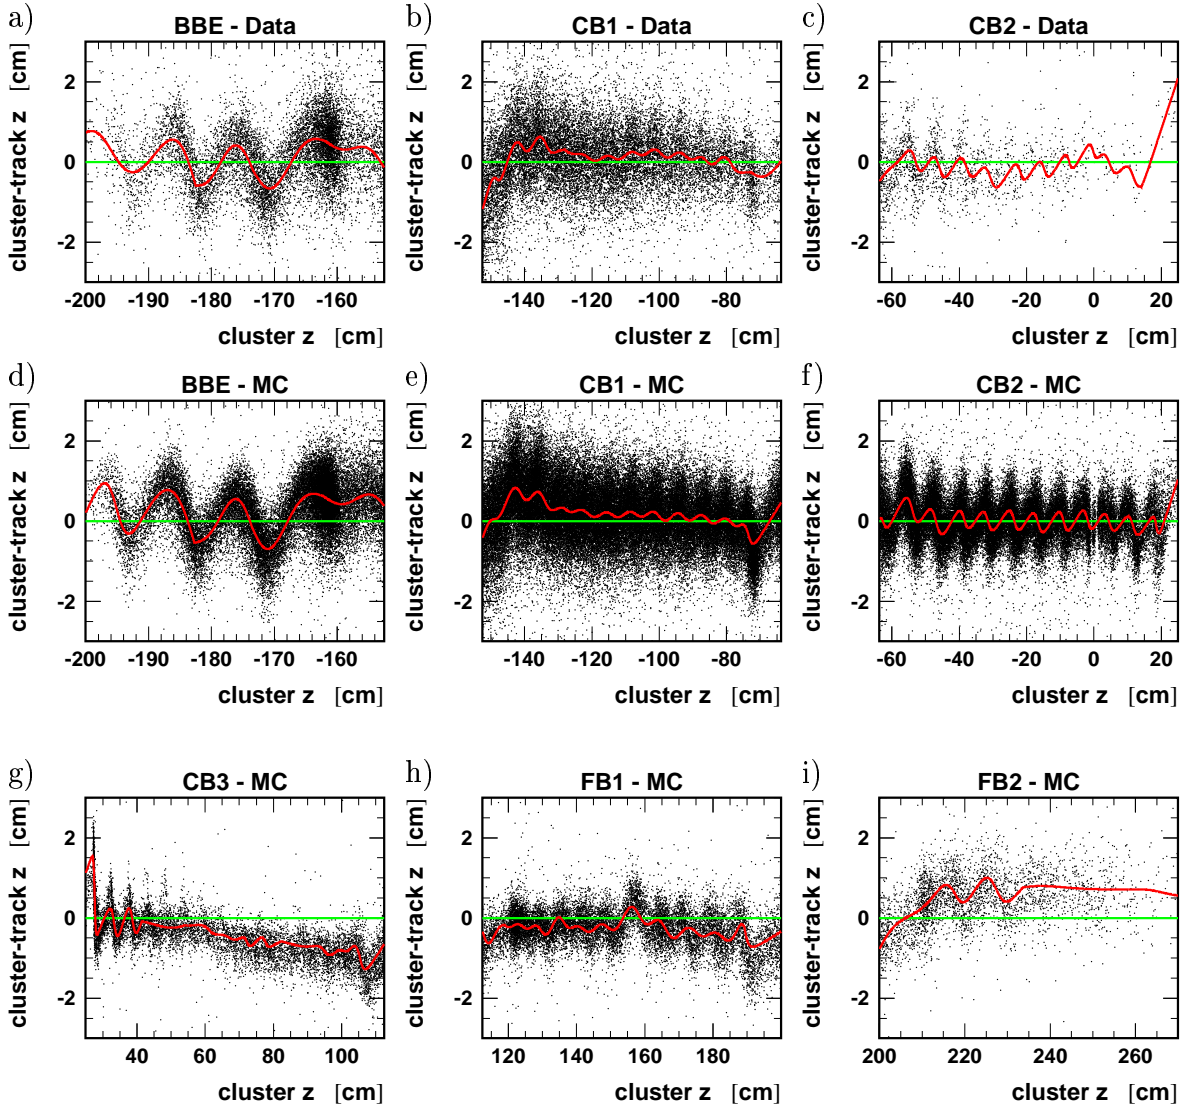 a) BBE - Data
cluster-track z [cm]
2
0
-2
-200 -190 -180 -170 -160
cluster z [cm]
b) CB1 - Data
cluster-track z [cm]
2
0
-2
-140 -120 -100 -80
cluster z [cm]
c) CB2 - Data
cluster-track z [cm]
2
0
-2
-60 -40 -20 0 20
cluster z [cm]
d) BBE - MC
cluster-track z [cm]
2
0
-2
-200 -190 -180 -170 -160
cluster z [cm]
e) CB1 - MC
cluster-track z [cm]
2
0
-2
-140 -120 -100 -80
cluster z [cm]
f) CB2 - MC
cluster-track z [cm]
2
0
-2
-60 -40 -20 0 20
cluster z [cm]
g) CB3 - MC
cluster-track z [cm]
2
0
-2
40 60 80 100
cluster z [cm]
h) FB1 - MC
cluster-track z [cm]
2
0
-2
120 140 160 180
cluster z [cm]
i) FB2 - MC
cluster-track z [cm]
2
0
-2
200 220 240 260
cluster z [cm]